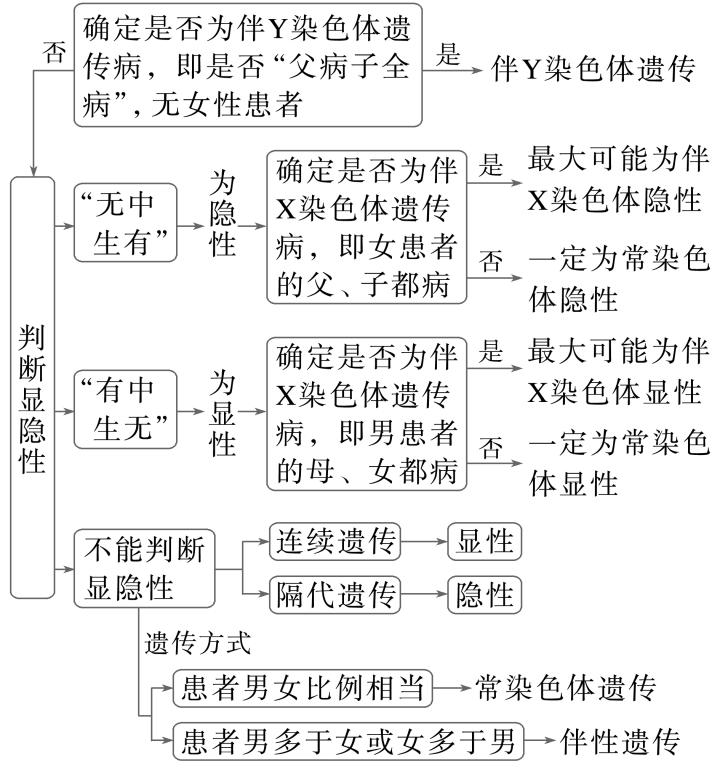 确定是否为伴Y染色体遗
传病，即是否“父病子全
病”，无女性患者
否
是
伴Y染色体遗传
判断显隐性
“无中
生有”
为隐性
确定是否为伴
X染色体遗传
病，即女患者
的父、子都病
是
最大可能为伴
X染色体隐性
否
一定为常染色
体隐性
“有中
生无”
为显性
确定是否为伴
X染色体遗传
病，即男患者
的母、女都病
是
最大可能为伴
X染色体显性
否
一定为常染色
体显性
不能判断
显隐性
连续遗传
显性
隔代遗传
隐性
遗传方式
患者男女比例相当
常染色体遗传
患者男多于女或女多于男
伴性遗传